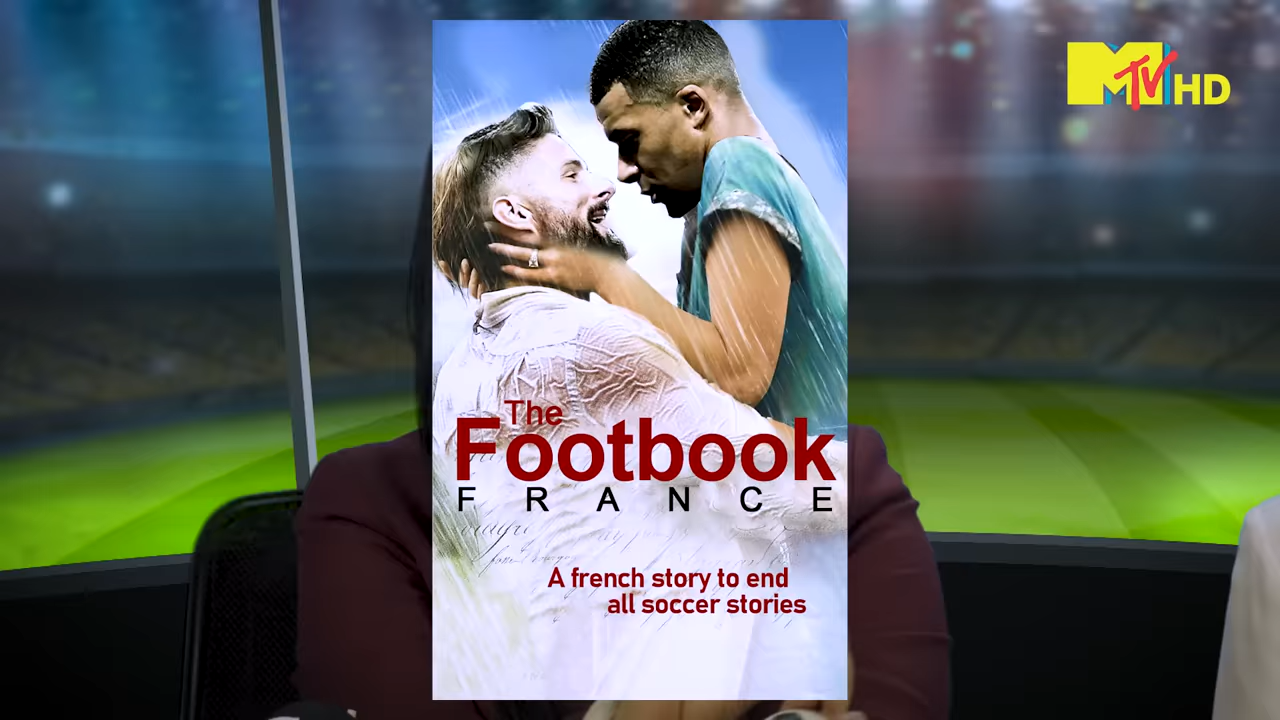 MTV HD
The
Footbook
FRANCE
A french story to end
all soccer stories